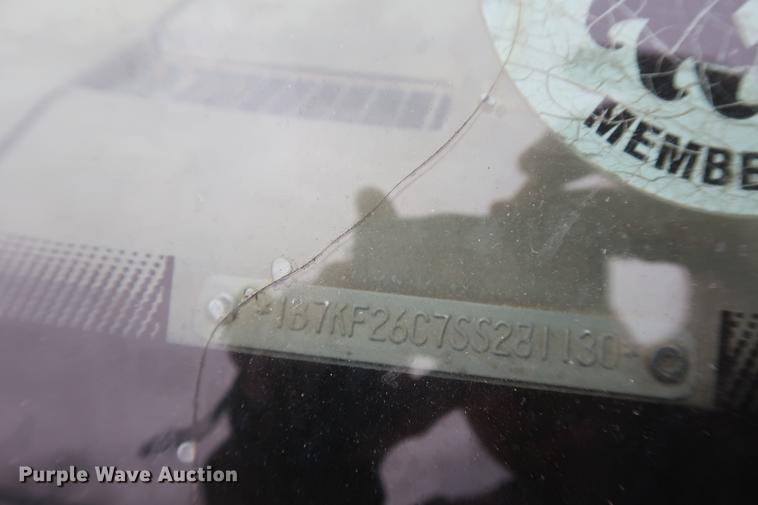 MEMBE
*1B7KF26C7SS281130*
Purple Wave Auction